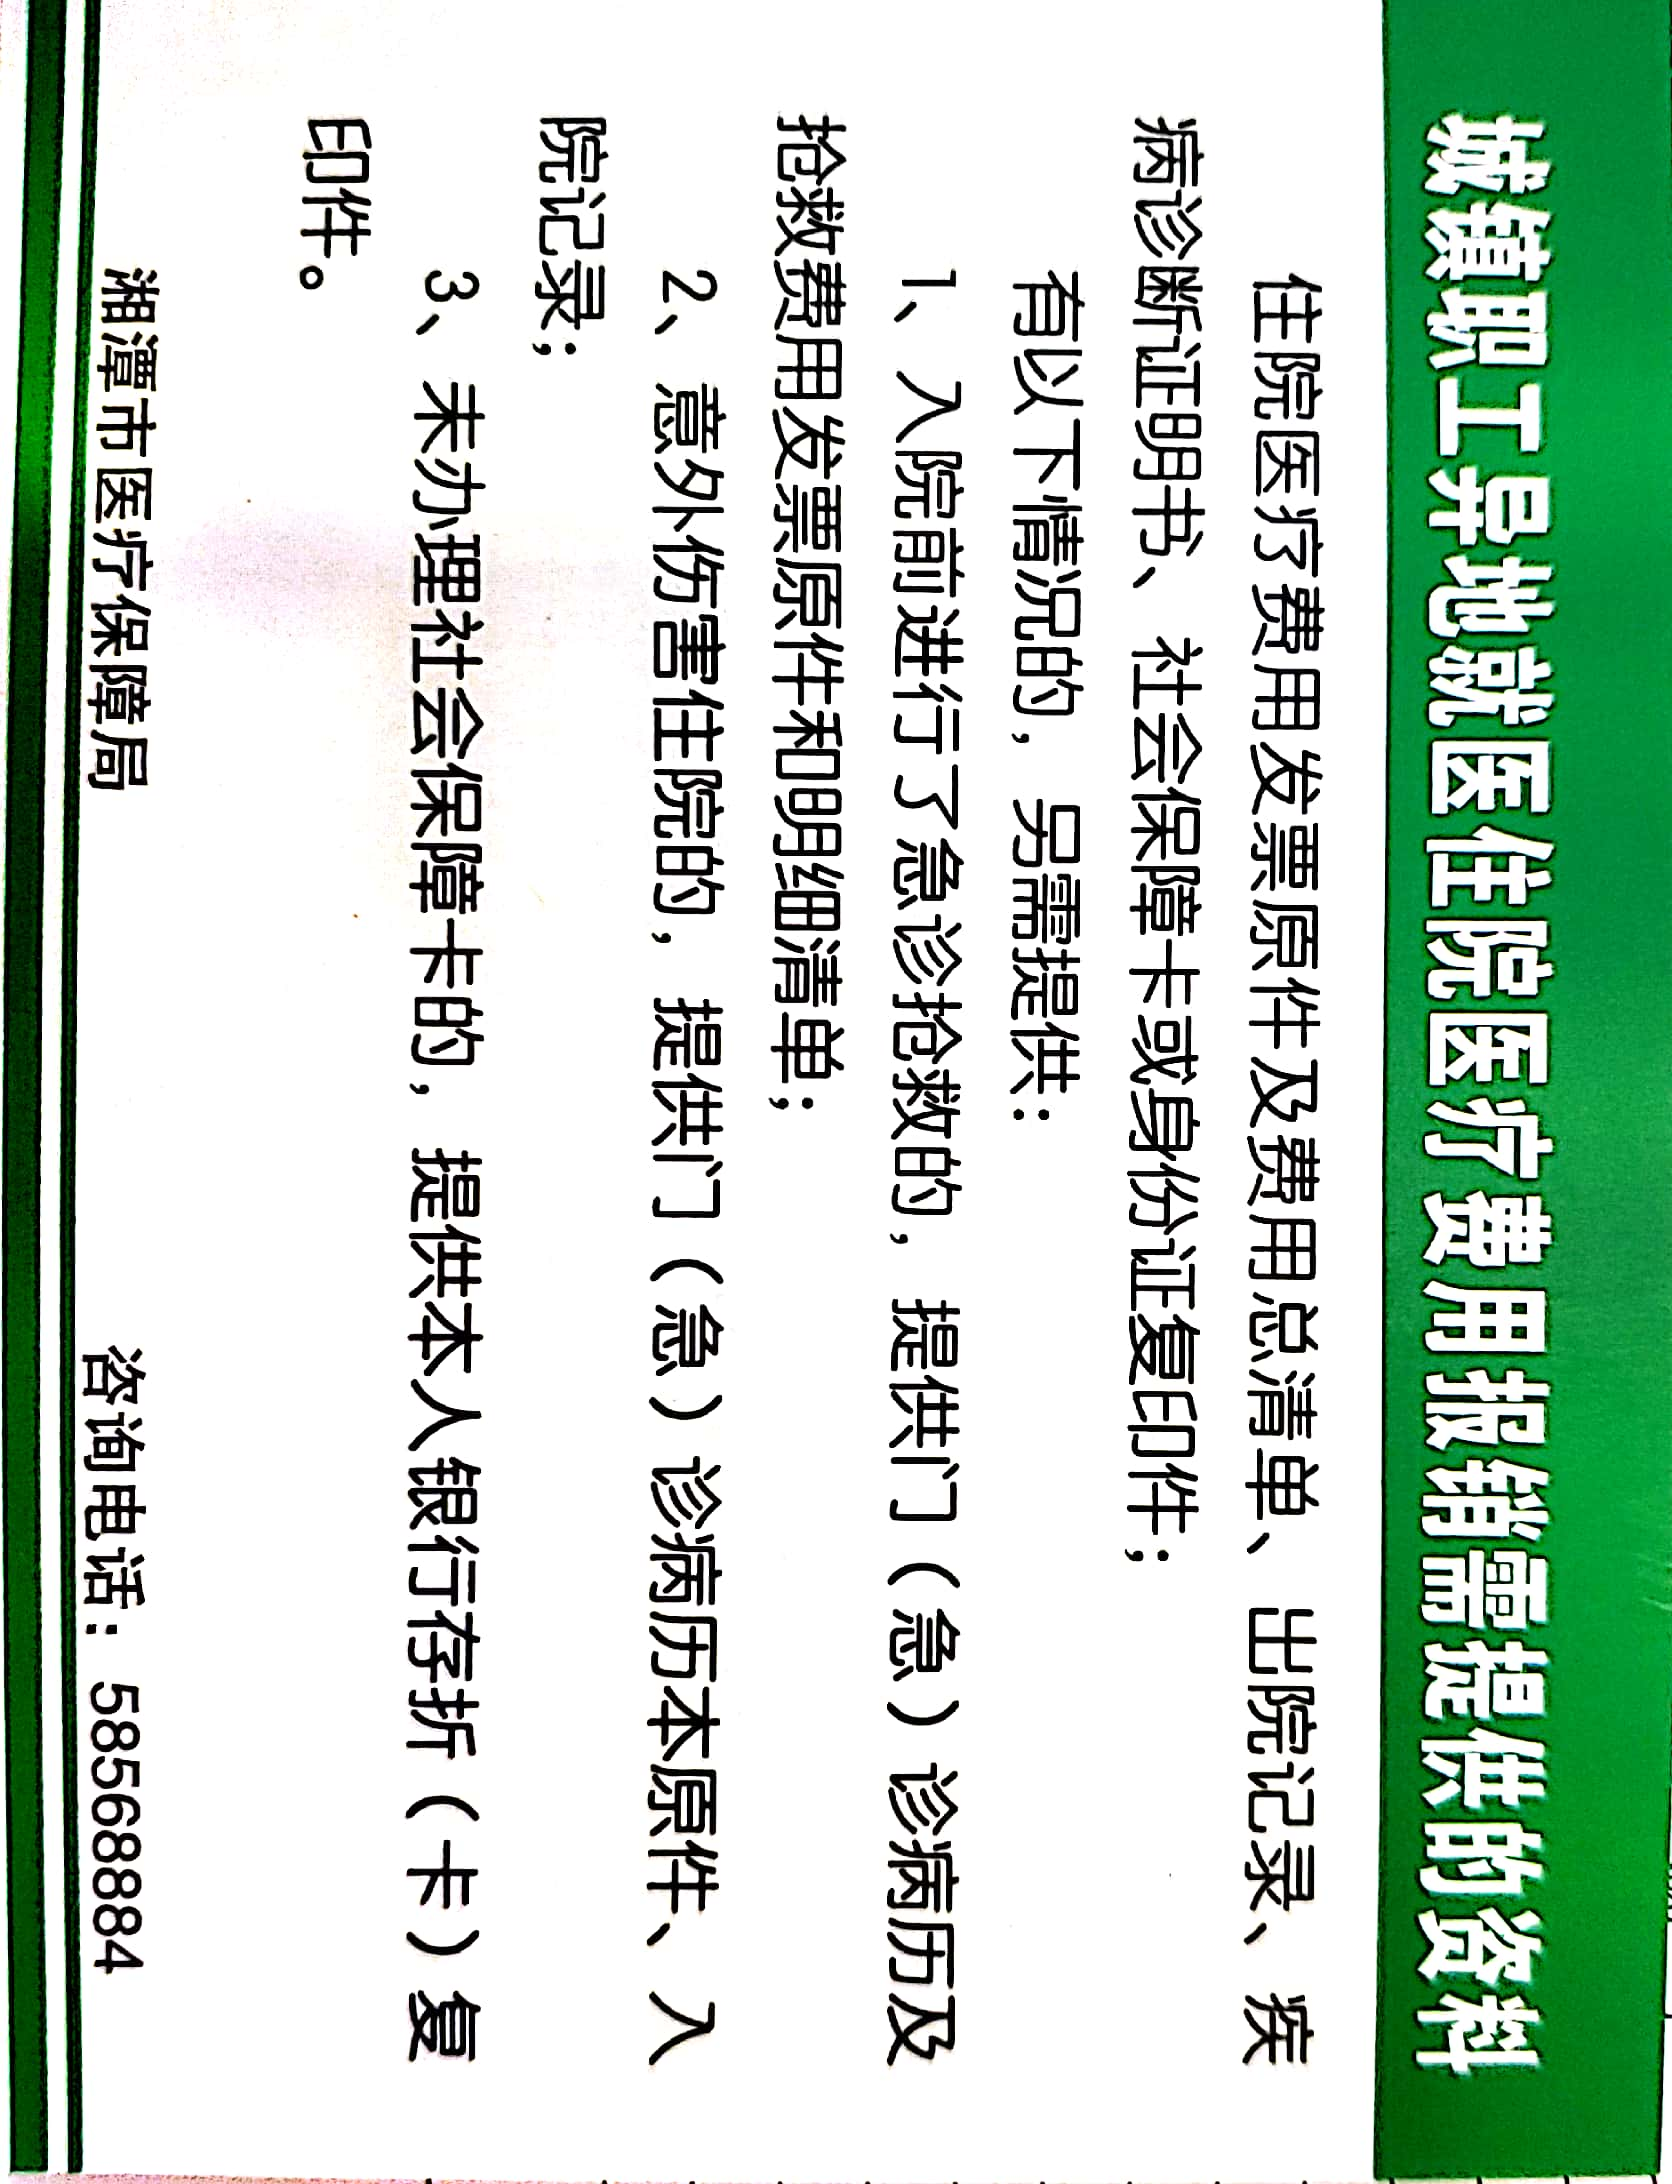 城镇职工异地就医住院医疗费用报销需提供的资料
住院医疗费用发票原件及费用总清单、出院记录、疾
病诊断证明书、社会保障卡或身份证复印件；
有以下情况的，另需提供：
1、入院前进行了急诊抢救的，提供门（急）诊病历及
抢救费用发票原件和明细清单；
2、意外伤害住院的，提供门（急）诊病历本原件、入
院记录；
3、未办理社会保障卡的，提供本人银行存折（卡）复
印件。
湘潭市医疗保障局 咨询电话：58568884